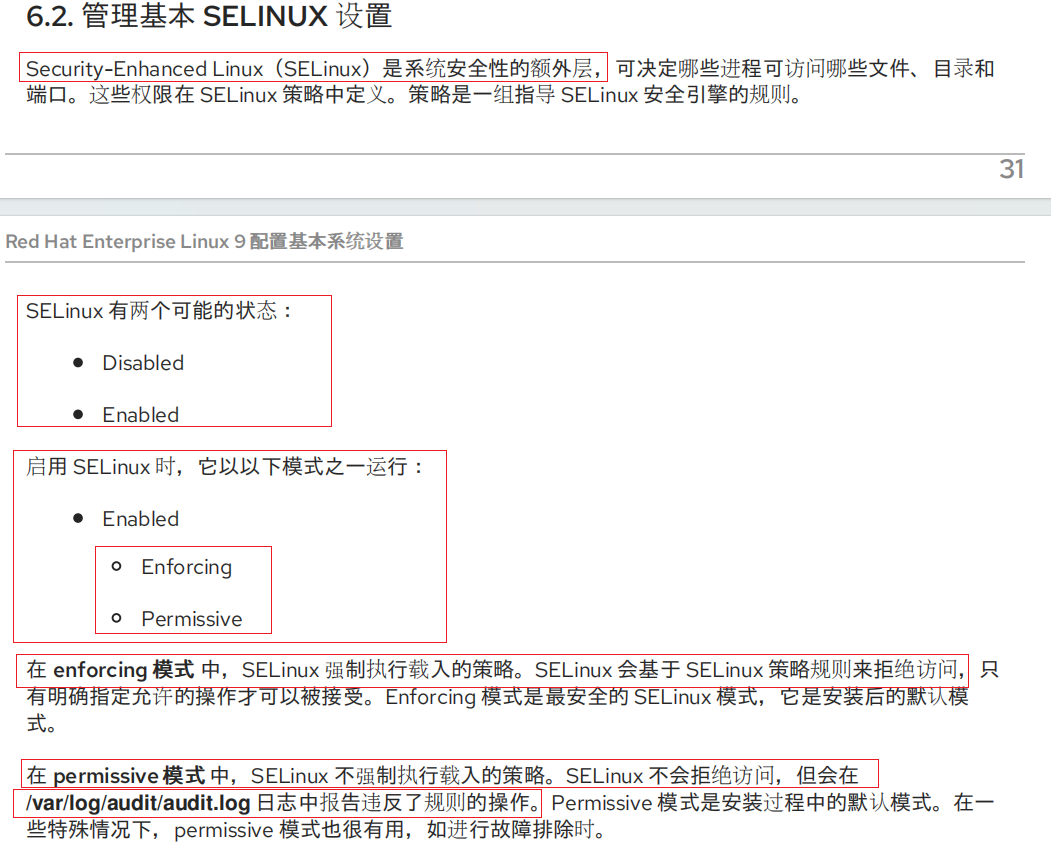 6.2. 管理基本 SELINUX 设置
Security-Enhanced Linux（SELinux）是系统安全性的额外层，可决定哪些进程可访问哪些文件、目录和
端口。这些权限在 SELinux 策略中定义。策略是一组指导 SELinux 安全引擎的规则。
31
Red Hat Enterprise Linux 9 配置基本系统设置
SELinux 有两个可能的状态：
● Disabled
● Enabled
启用 SELinux 时，它以以下模式之一运行：
● Enabled
○ Enforcing
○ Permissive
在 enforcing 模式 中，SELinux 强制执行载入的策略。SELinux 会基于 SELinux 策略规则来拒绝访问，只
有明确指定允许的操作才可以被接受。Enforcing 模式是最安全的 SELinux 模式，它是安装后的默认模
式。
在 permissive 模式 中，SELinux 不强制执行载入的策略。SELinux 不会拒绝访问，但会在
/var/log/audit/audit.log 日志中报告违反了规则的操作。Permissive 模式是安装过程中的默认模式。在一
些特殊情况下，permissive 模式也很有用，如进行故障排除时。